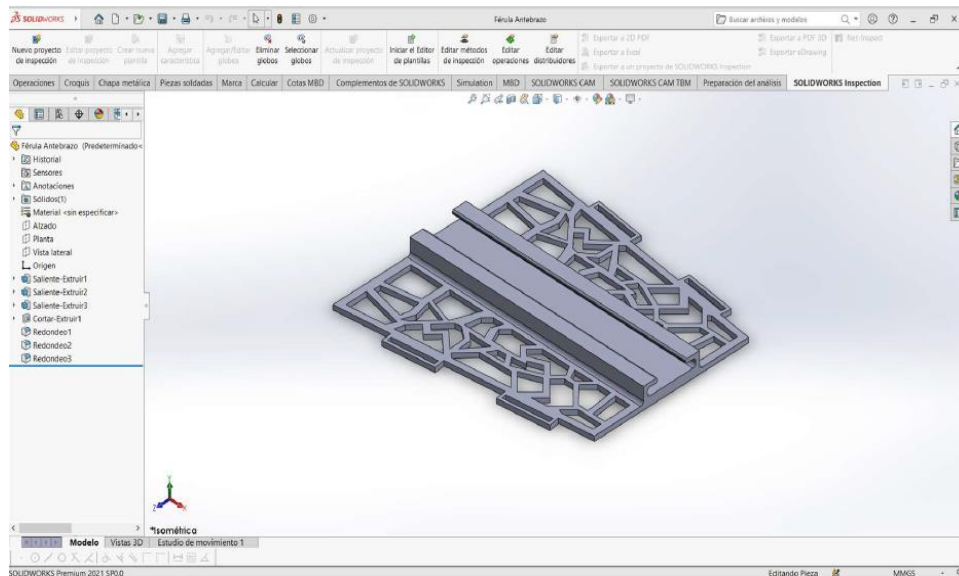 SOLIDWORKS
Férula Antebrazo
Buscar archivos y modelos
Nuevo proyecto de inspección
Editar proyecto de inspección
Crear nueva plantilla
Agregar característica
Agregar/Editar globos
Eliminar globos
Seleccionar globos
Actualizar proyecto de inspección
Iniciar el Editor de plantillas
Editar métodos de inspección
Editar operaciones
Editar distribuidores
Exportar a 2D PDF
Exportar a Excel
Exportar a un proyecto de SOLIDWORKS Inspection
Exportar a PDF 3D
Exportar eDrawing
Net-Inspect
Operaciones Croquis Chapa metálica Piezas soldadas Marca Calcular Cotas MBD Complementos de SOLIDWORKS Simulation MBD SOLIDWORKS CAM SOLIDWORKS CAM TBM Preparación del análisis SOLIDWORKS Inspection
Férula Antebrazo (Predeterminado<
Historial
Sensores
Anotaciones
Sólidos(1)
Material <sin especificar>
Alzado
Planta
Vista lateral
Origen
Saliente-Extruir1
Saliente-Extruir2
Saliente-Extruir3
Cortar-Extruir1
Redondeo1
Redondeo2
Redondeo3
*Isométrica
Modelo Vistas 3D Estudio de movimiento 1
SOLIDWORKS Premium 2021 SP0.0
Editando Pieza MMGS